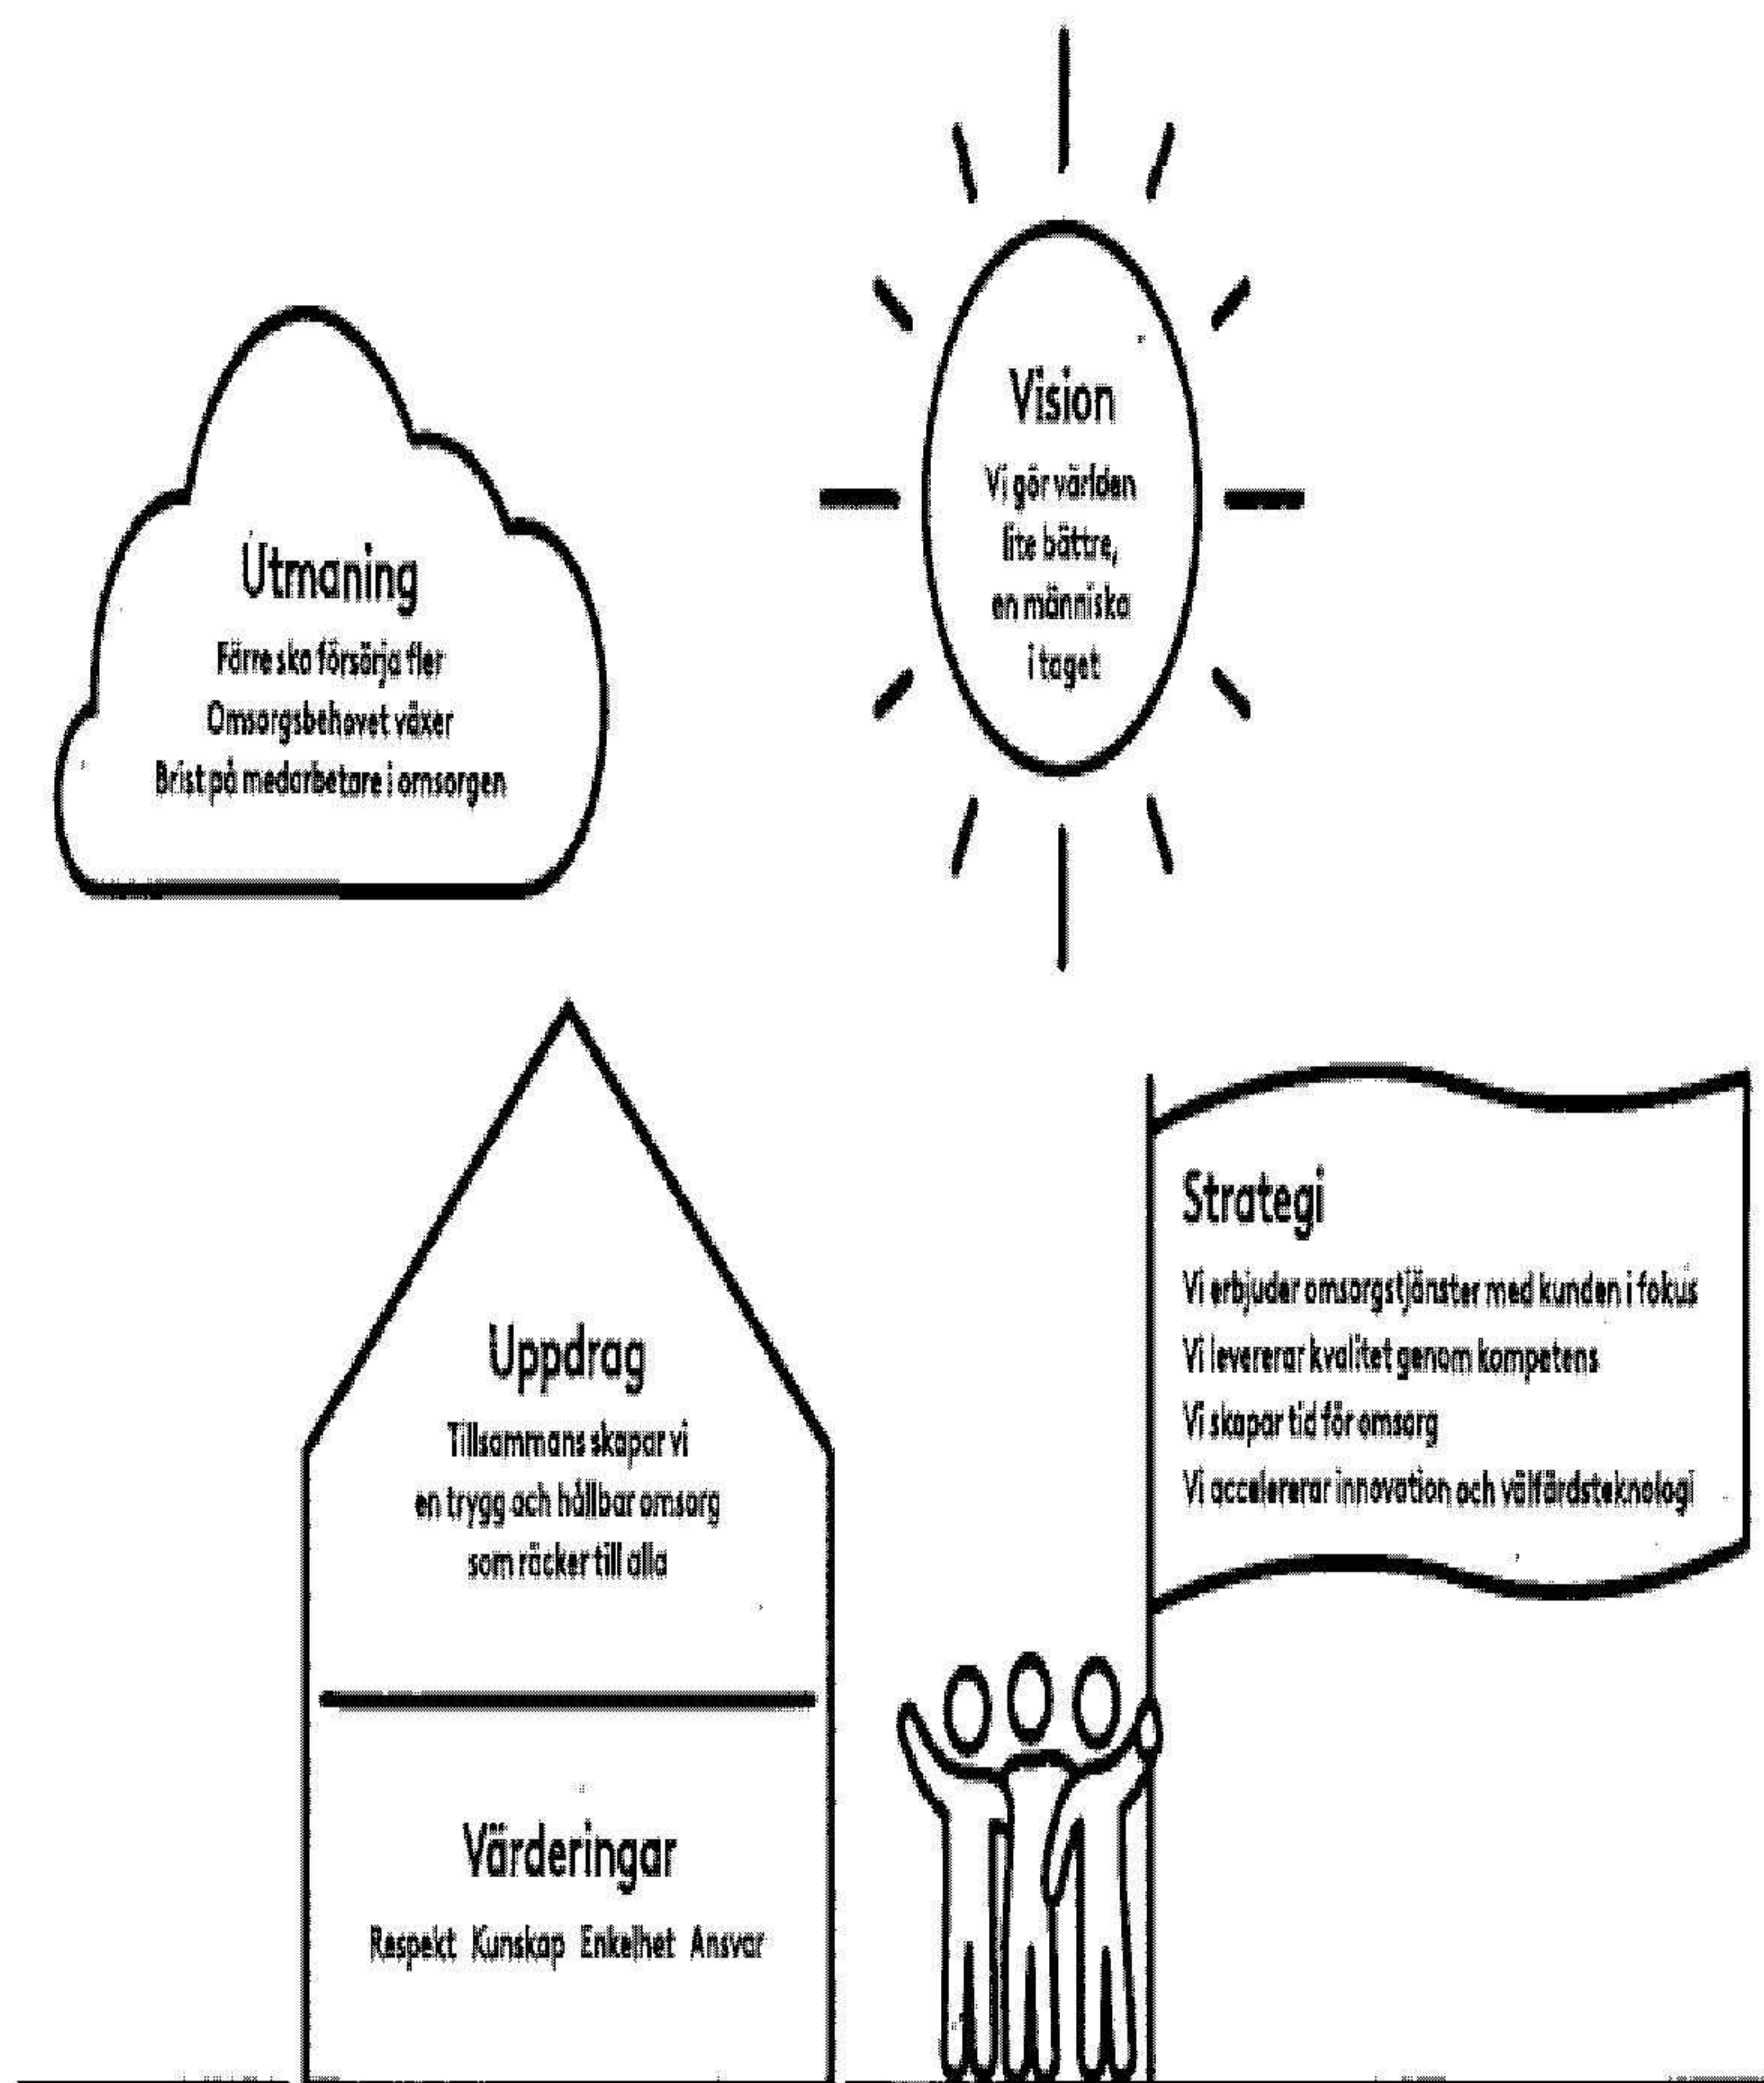 Utmaning
Färre ska försörja fler
Omsorgsbehovet växer
Brist på medarbetare i omsorgen
Vision
Vi gör världen
lite bättre,
en människa
i taget
Uppdrag
Tillsammans skapar vi
en trygg och hållbar omsorg
som räcker till alla
Värderingar
Respekt Kunskap Enkelhet Ansvar
Strategi
Vi erbjuder omsorgstjänster med kunden i fokus
Vi levererar kvalitet genom kompetens
Vi skapar tid för omsorg
Vi accelererar innovation och välfärdsteknologi